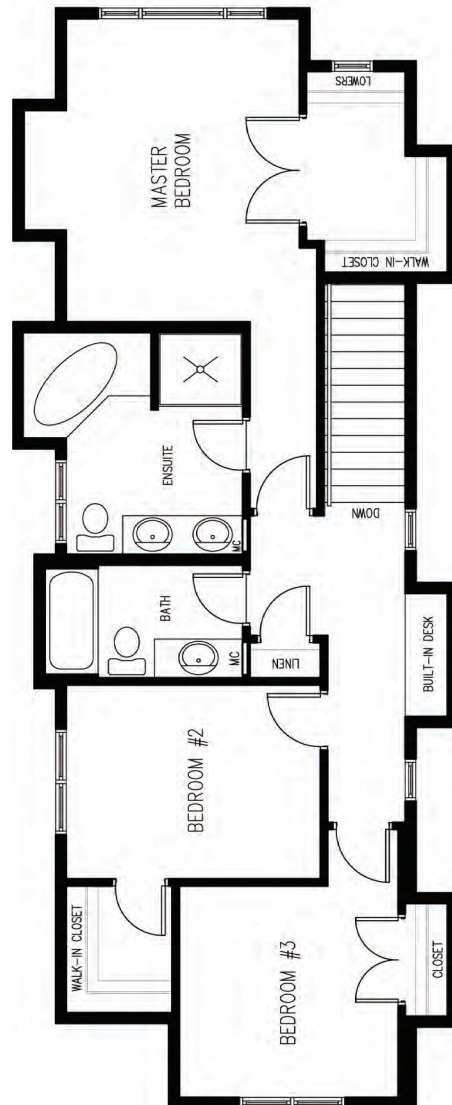 LOWERS
MASTER
BEDROOM
WALK-IN CLOSET
ENSUITE
DOWN
MC
BATH
BUILT-IN DESK
MC
LINEN
BEDROOM #2
WALK-IN CLOSET
BEDROOM #3
CLOSET